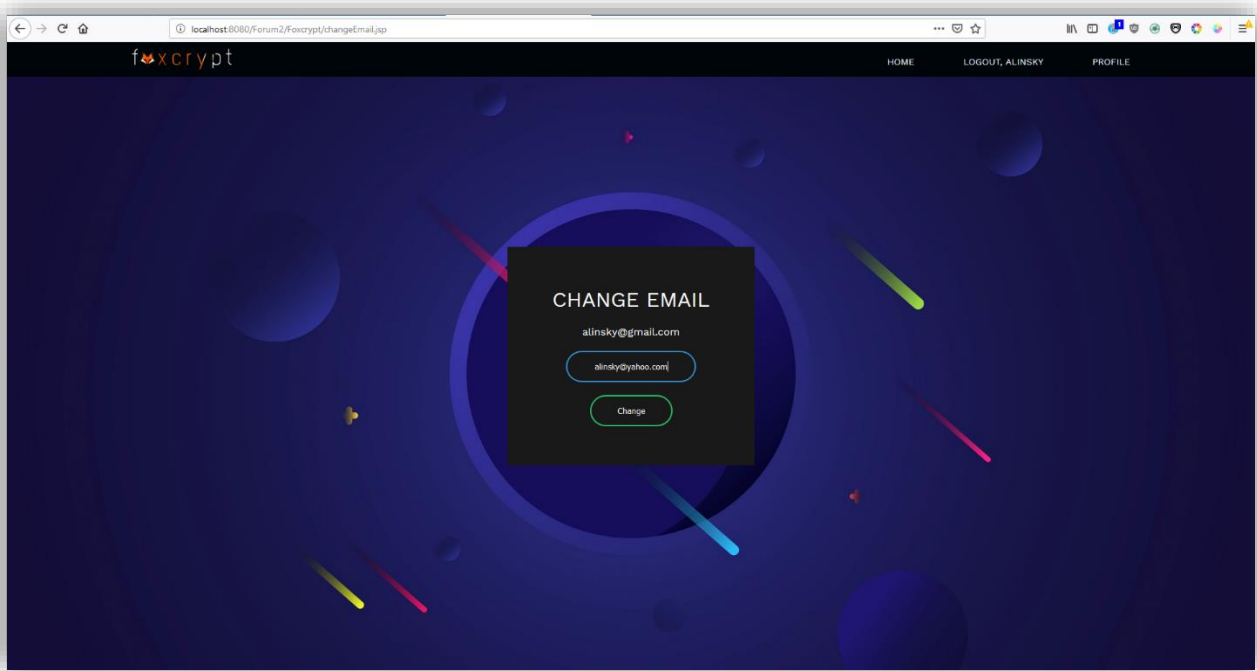 localhost:8080/Forum2/Foxcrypt/changeEmail.jsp
foxcrypt
HOME
LOGOUT, ALINSKY
PROFILE
CHANGE EMAIL
alinsky@gmail.com
alinsky@yahoo.com
Change